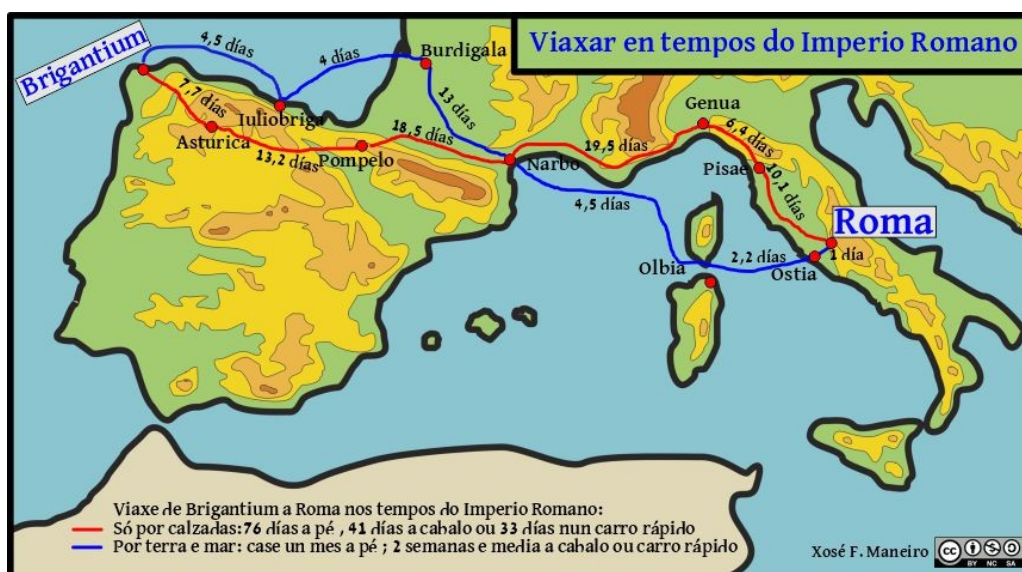 Viaxar en tempos do Imperio Romano
Brigantium
4,5 días
4 días
Burdigala
7,7 días
Iuliobriga
13 días
Asturica
13,2 días
Pompelo
18,5 días
Narbo
19,5 días
Genua
6,4 días
Pisae
10,1 días
4,5 días
Roma
Olbia
2,2 días
Ostia
1 día
Viaxe de Brigantium a Roma nos tempos do Imperio Romano:
Só por calzadas: 76 días a pé , 41 días a cabalo ou 33 días nun carro rápido
Por terra e mar: case un mes a pé ; 2 semanas e media a cabalo ou carro rápido
Xosé F. Maneiro
cc
BY NC SA